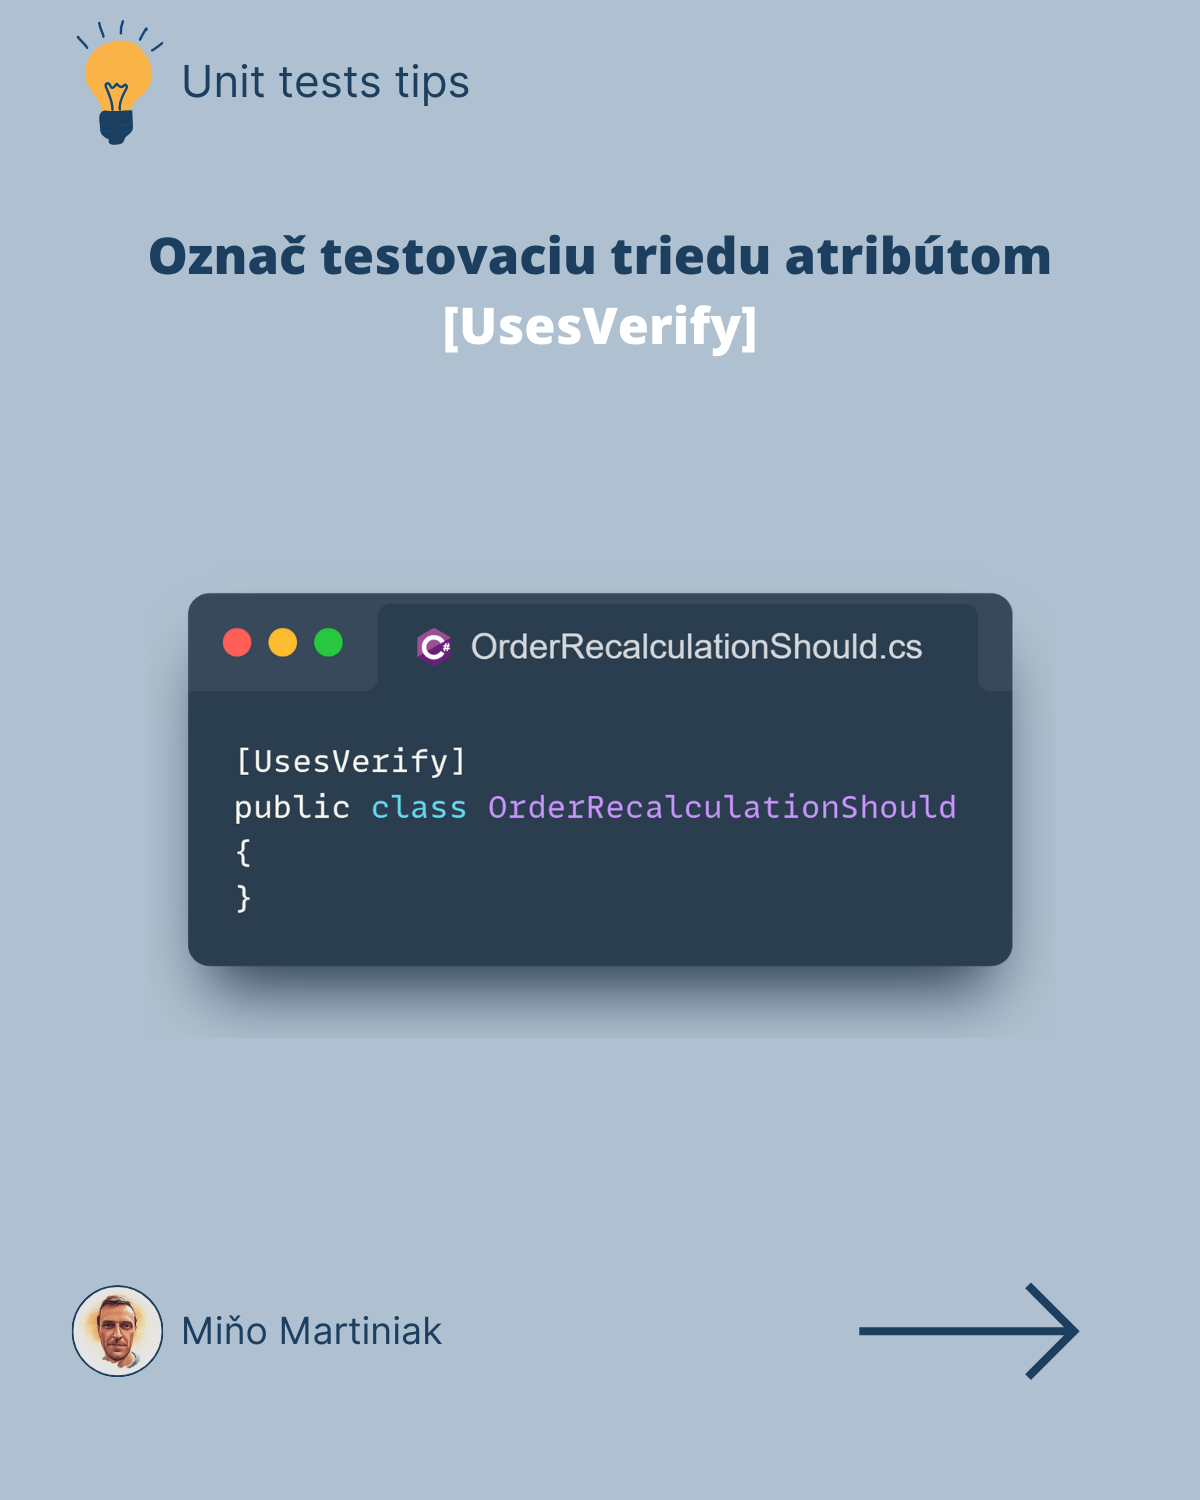 Unit tests tips
Označ testovaciu triedu atribútom
[UsesVerify]
OrderRecalculationShould.cs
[UsesVerify]
public class OrderRecalculationShould
{
}
Miňo Martiniak